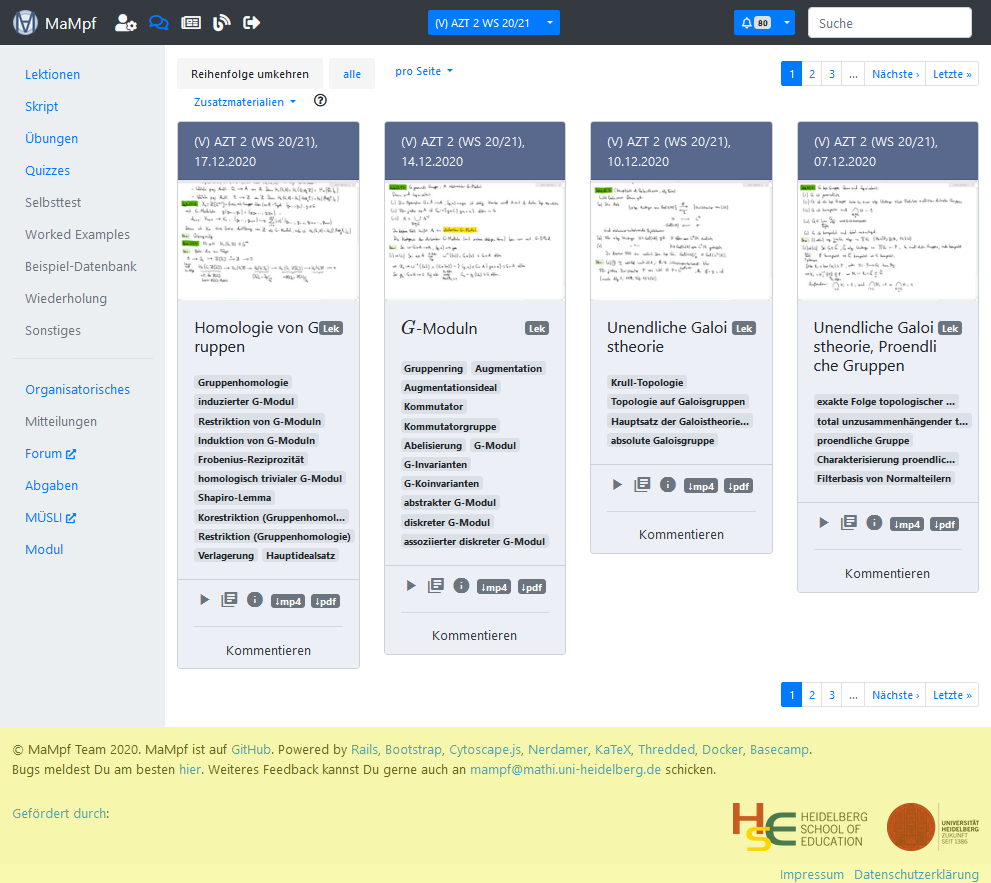 MaMpf
(V) AZT 2 WS 20/21
80
Suche
Lektionen
Skript
Übungen
Quizzes
Selbsttest
Worked Examples
Beispiel-Datenbank
Wiederholung
Sonstiges
Organisatorisches
Mitteilungen
Forum
Abgaben
MÜSLI
Modul
Reihenfolge umkehren
alle
pro Seite
1 2 3 ... Nächste › Letzte »
Zusatzmaterialien
(V) AZT 2 (WS 20/21),
17.12.2020
Homologie von G
ruppen
Lek
Gruppenhomologie
induzierter G-Modul
Restriktion von G-Moduln
Induktion von G-Moduln
Frobenius-Reziprozität
homologisch trivialer G-Modul
Shapiro-Lemma
Korestriktion (Gruppenhomol...
Restriktion (Gruppenhomologie)
Verlagerung Hauptidealsatz
↓mp4 ↓pdf
Kommentieren
(V) AZT 2 (WS 20/21),
14.12.2020
G-Moduln
Lek
Gruppenring Augmentation
Augmentationsideal
Kommutator
Kommutatorgruppe
Abelisierung G-Modul
G-Invarianten
G-Koinvarianten
abstrakter G-Modul
diskreter G-Modul
assoziierter diskreter G-Modul
↓mp4 ↓pdf
Kommentieren
(V) AZT 2 (WS 20/21),
10.12.2020
Unendliche Galoi
stheorie
Lek
Krull-Topologie
Topologie auf Galoisgruppen
Hauptsatz der Galoistheorie...
absolute Galoisgruppe
↓mp4 ↓pdf
Kommentieren
(V) AZT 2 (WS 20/21),
07.12.2020
Unendliche Galoi
stheorie, Proendli
che Gruppen
Lek
exakte Folge topologischer ...
total unzusammenhängender t...
proendliche Gruppe
Charakterisierung proendlic...
Filterbasis von Normalteilern
↓mp4 ↓pdf
Kommentieren
1 2 3 ... Nächste › Letzte »
© MaMpf Team 2020. MaMpf ist auf GitHub. Powered by Rails, Bootstrap, Cytoscape.js, Nerdamer, KaTeX, Thredded, Docker, Basecamp.
Bugs meldest Du am besten hier. Weiteres Feedback kannst Du gerne auch an mampf@mathi.uni-heidelberg.de schicken.
Gefördert durch:
HSE
HEIDELBERG
SCHOOL OF
EDUCATION
UNIVERSITÄT
HEIDELBERG
ZUKUNFT
SEIT 1386
Impressum Datenschutzerklärung